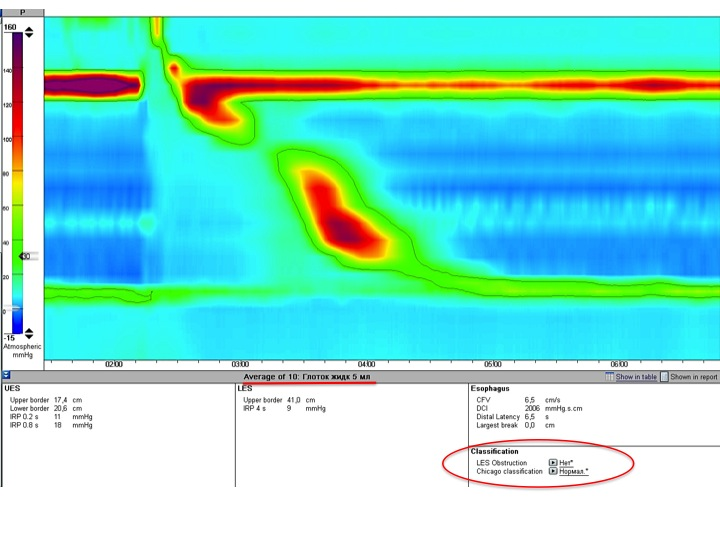 P
160
140
120
100
80
60
40
30
20
0
-15
Atmospheric
mmHg
02:00 03:00 04:00 05:00 06:00
Average of 10: Глоток жидк 5 мл
Show in table Shown in report
UES
Upper border 17,4 cm
Lower border 20,6 cm
IRP 0.2 s 11 mmHg
IRP 0.8 s 18 mmHg
LES
Upper border 41,0 cm
IRP 4 s 9 mmHg
Esophagus
CFV 6,5 cm/s
DCI 2006 mmHg.s.cm
Distal Latency 6,5 s
Largest break 0,0 cm
Classification
LES Obstruction Нет*
Chicago classification Нормал.*